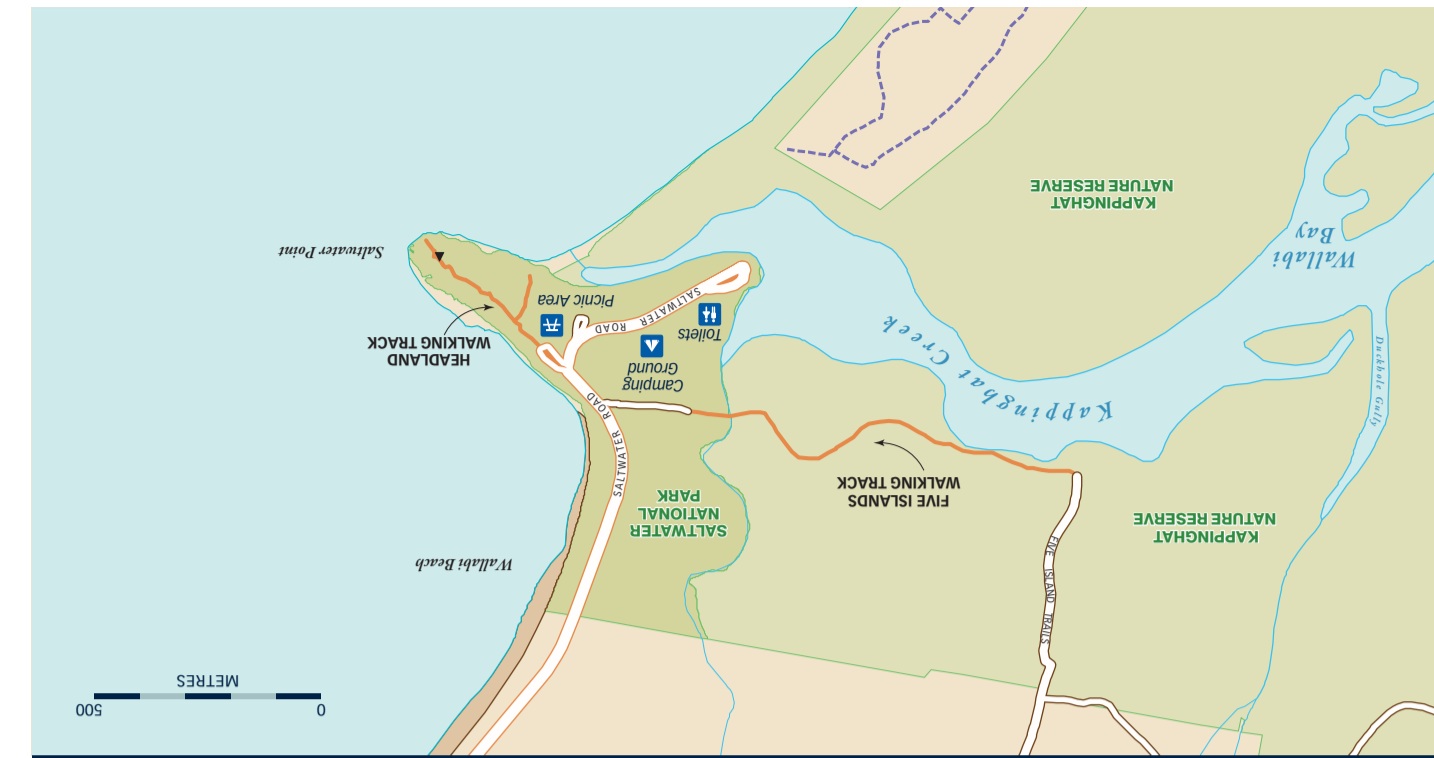 0
500
METRES
Wallabi Beach
KAPPINGHAT
NATURE RESERVE
FIVE ISLAND TRAILS
SALTWATER
NATIONAL
PARK
FIVE ISLANDS
WALKING TRACK
SALTWATER ROAD
Duckhole Gully
Kappinghat Creek
Camping
Ground
HEADLAND
WALKING TRACK
Toilets
SALTWATER ROAD
Picnic Area
Wallabi
Bay
Saltwater Point
KAPPINGHAT
NATURE RESERVE